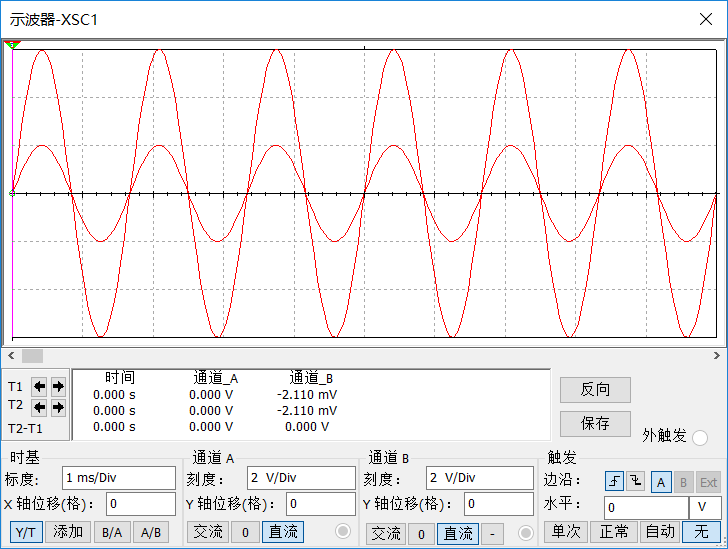 示波器-XSC1
时间 通道_A 通道_B
T1 0.000 s 0.000 V -2.110 mV
T2 0.000 s 0.000 V -2.110 mV
T2-T1 0.000 s 0.000 V 0.000 V
反向
保存
外触发
时基 通道 A 通道 B 触发
标度: 1 ms/Div 刻度: 2 V/Div 刻度: 2 V/Div 边沿: A B Ext
X 轴位移(格): 0 Y 轴位移(格): 0 Y 轴位移(格): 0 水平: 0 V
Y/T 添加 B/A A/B 交流 0 直流 交流 0 直流 - 单次 正常 自动 无